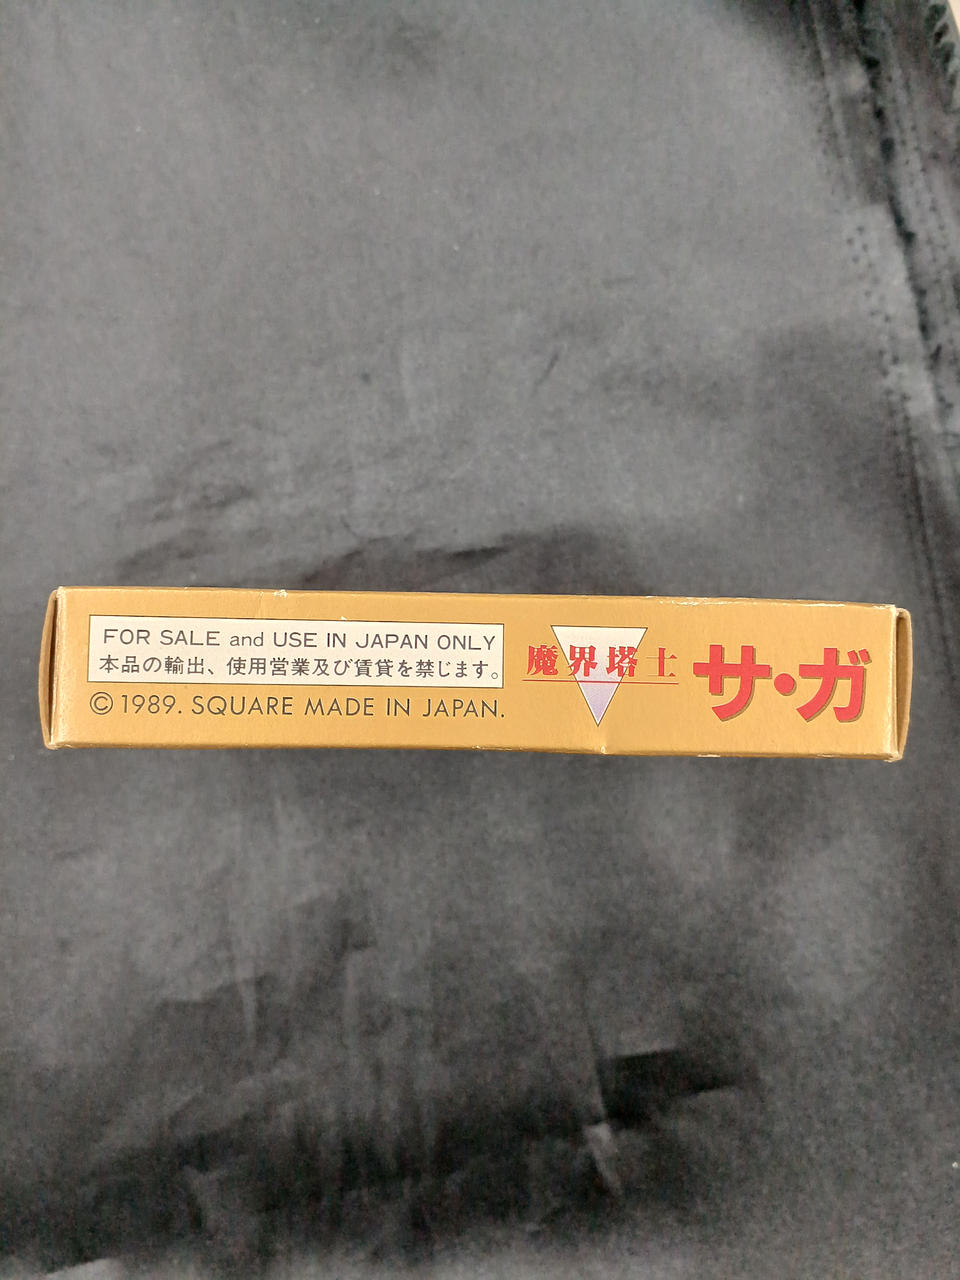 FOR SALE and USE IN JAPAN ONLY
本品の輸出、使用営業及び賃貸を禁じます。
© 1989. SQUARE MADE IN JAPAN.
魔界塔士
サ・ガ